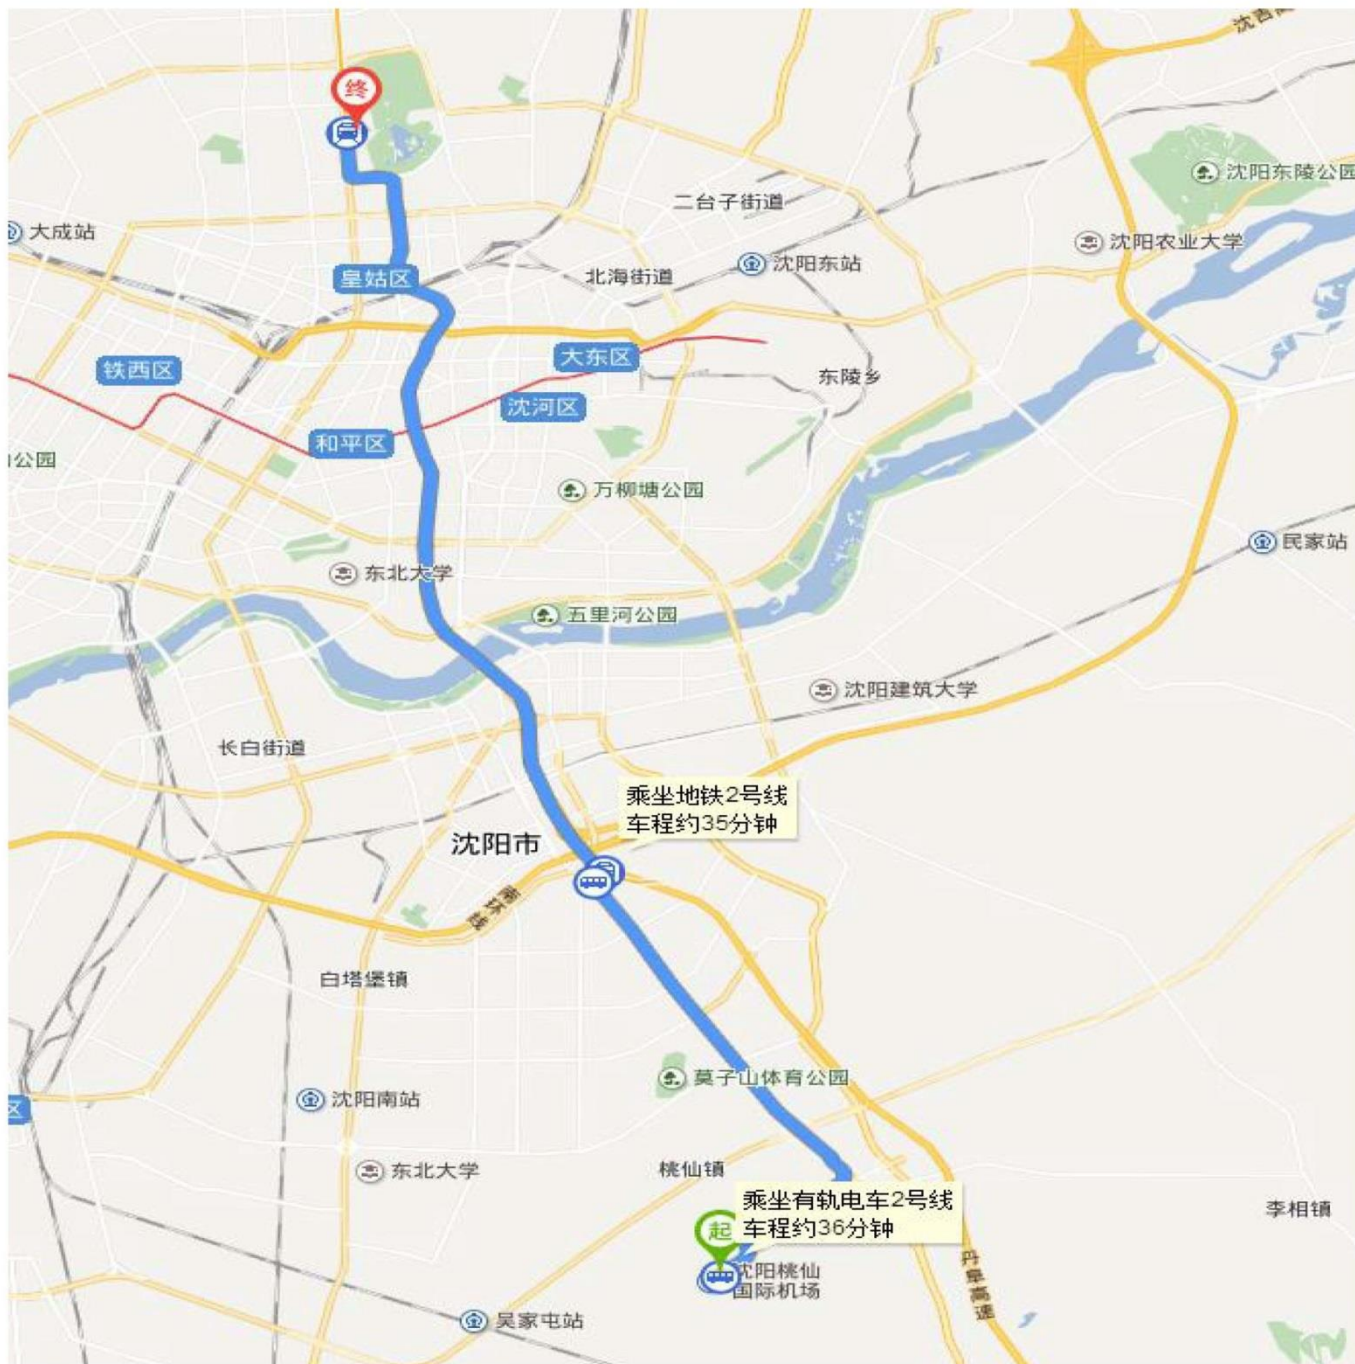 沈吉高
终
沈阳东陵公园
二台子街道
大成站
沈阳农业大学
沈阳东站
皇姑区
北海街道
大东区
铁西区
东陵乡
沈河区
和平区
公园
万柳塘公园
民家站
东北大学
五里河公园
沈阳建筑大学
长白街道
乘坐地铁2号线
车程约35分钟
沈阳市
南环线
白塔堡镇
莫子山体育公园
沈阳南站
区
东北大学
桃仙镇
乘坐有轨电车2号线
车程约36分钟
李相镇
起
沈阳桃仙
国际机场
丹阜高速
吴家屯站